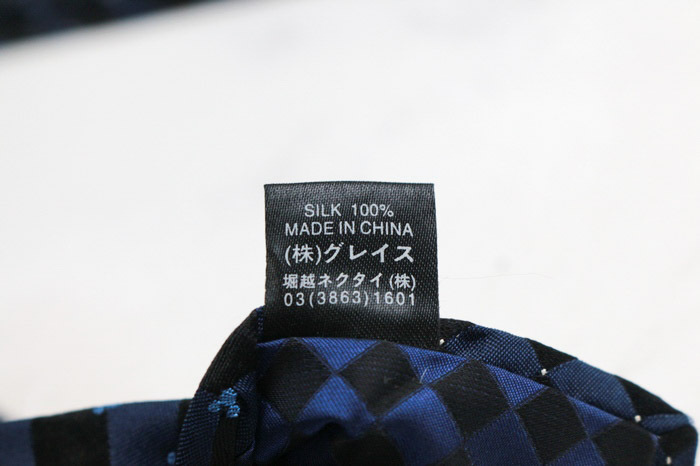 SILK 100%
MADE IN CHINA
(株)グレイス
堀越ネクタイ(株)
03(3863)1601